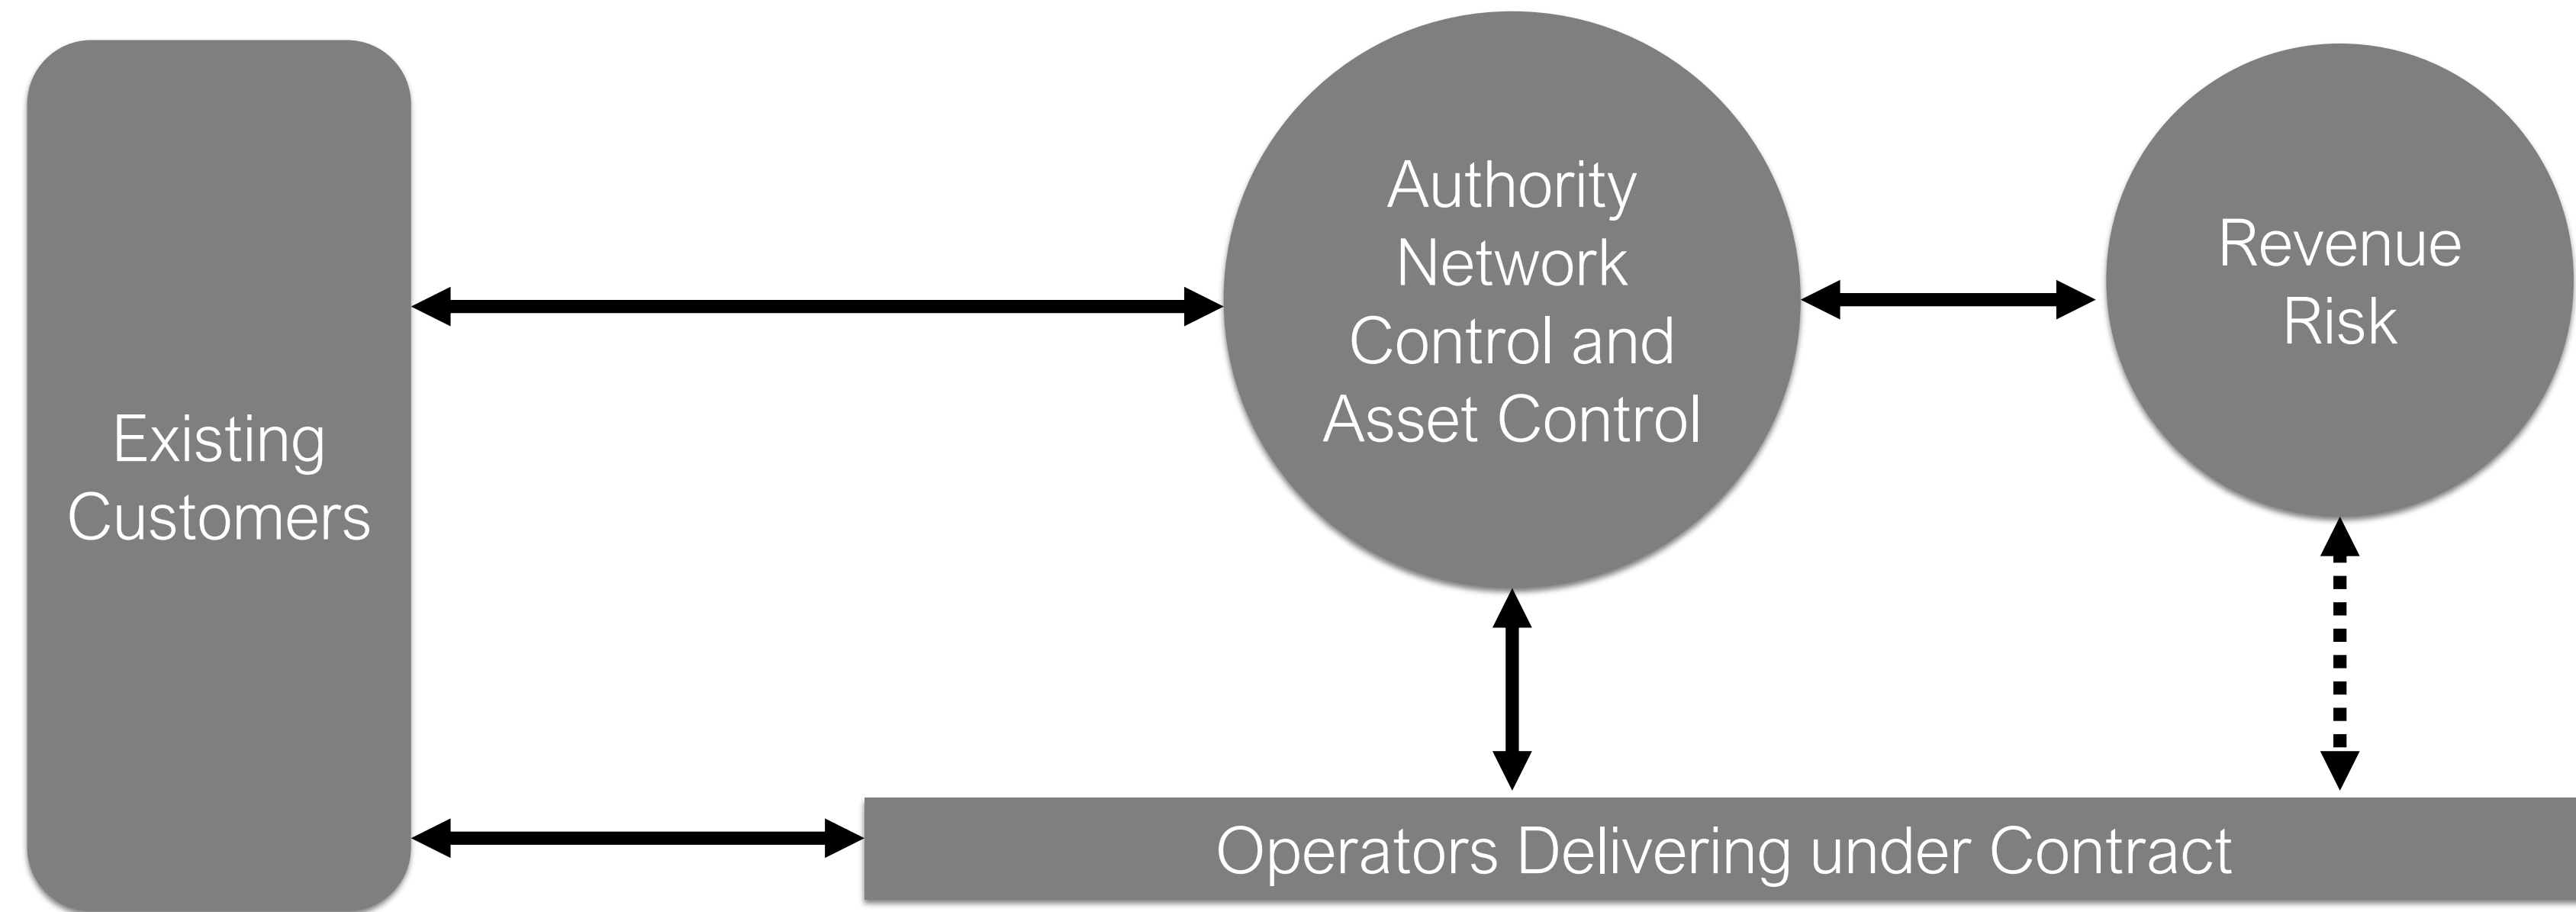 Existing
Customers
Authority
Network
Control and
Asset Control
Revenue
Risk
Operators Delivering under Contract